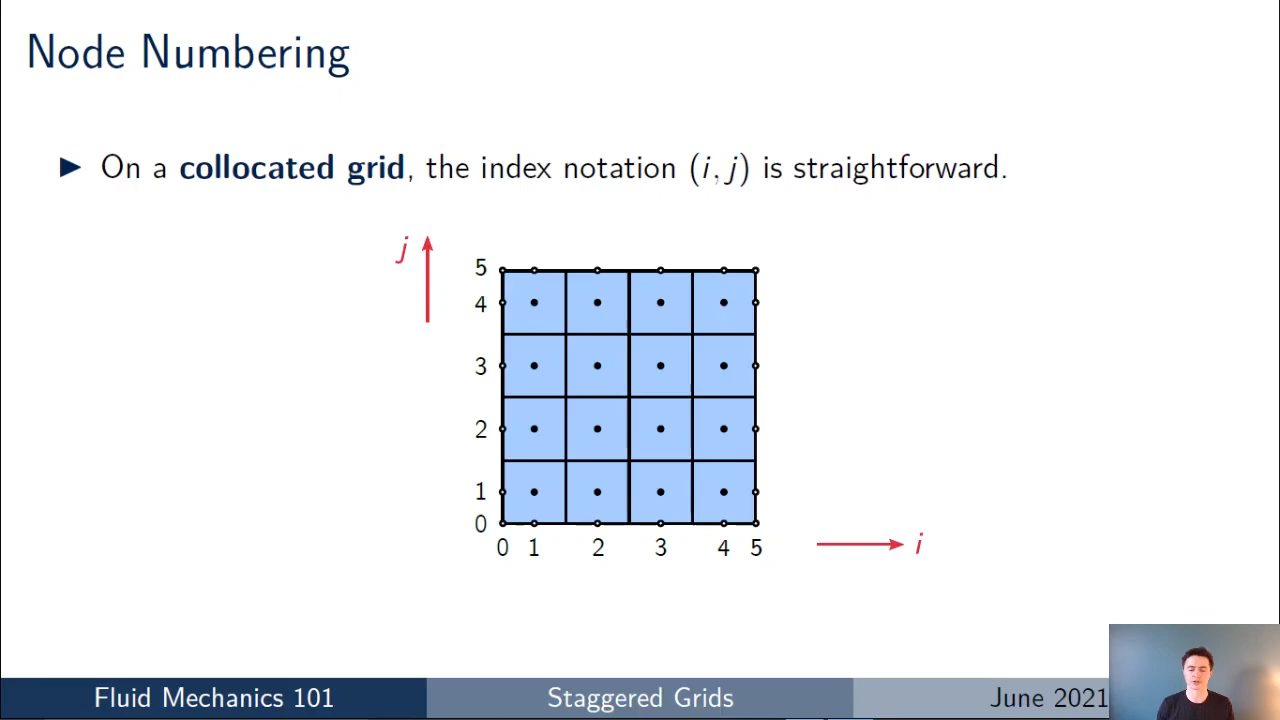 Node Numbering
▶ On a collocated grid, the index notation (i, j) is straightforward.
j
5
4
3
2
1
0
0 1 2 3 4 5
i
Fluid Mechanics 101
Staggered Grids
June 2021